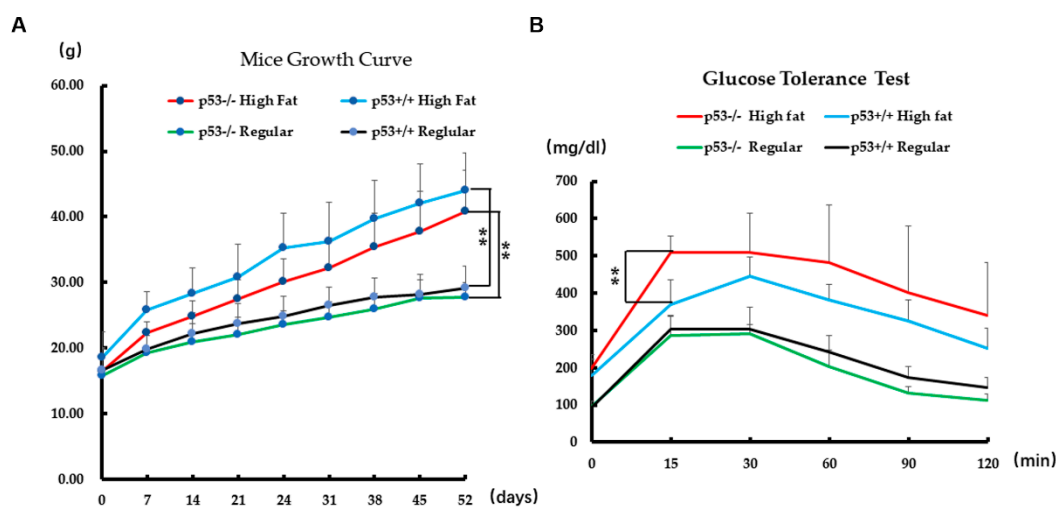 A
(g)
Mice Growth Curve
p53-/- High Fat
p53+/+ High Fat
p53-/- Regular
p53+/+ Reglular
60.00
50.00
40.00
30.00
20.00
10.00
0.00
**
**
0 7 14 21 24 31 38 45 52 (days)
B
Glucose Tolerance Test
p53-/- High fat
p53+/+ High fat
p53-/- Regular
p53+/+ Regular
(mg/dl)
700
600
500
400
300
200
100
0
**
0 15 30 60 90 120 (min)